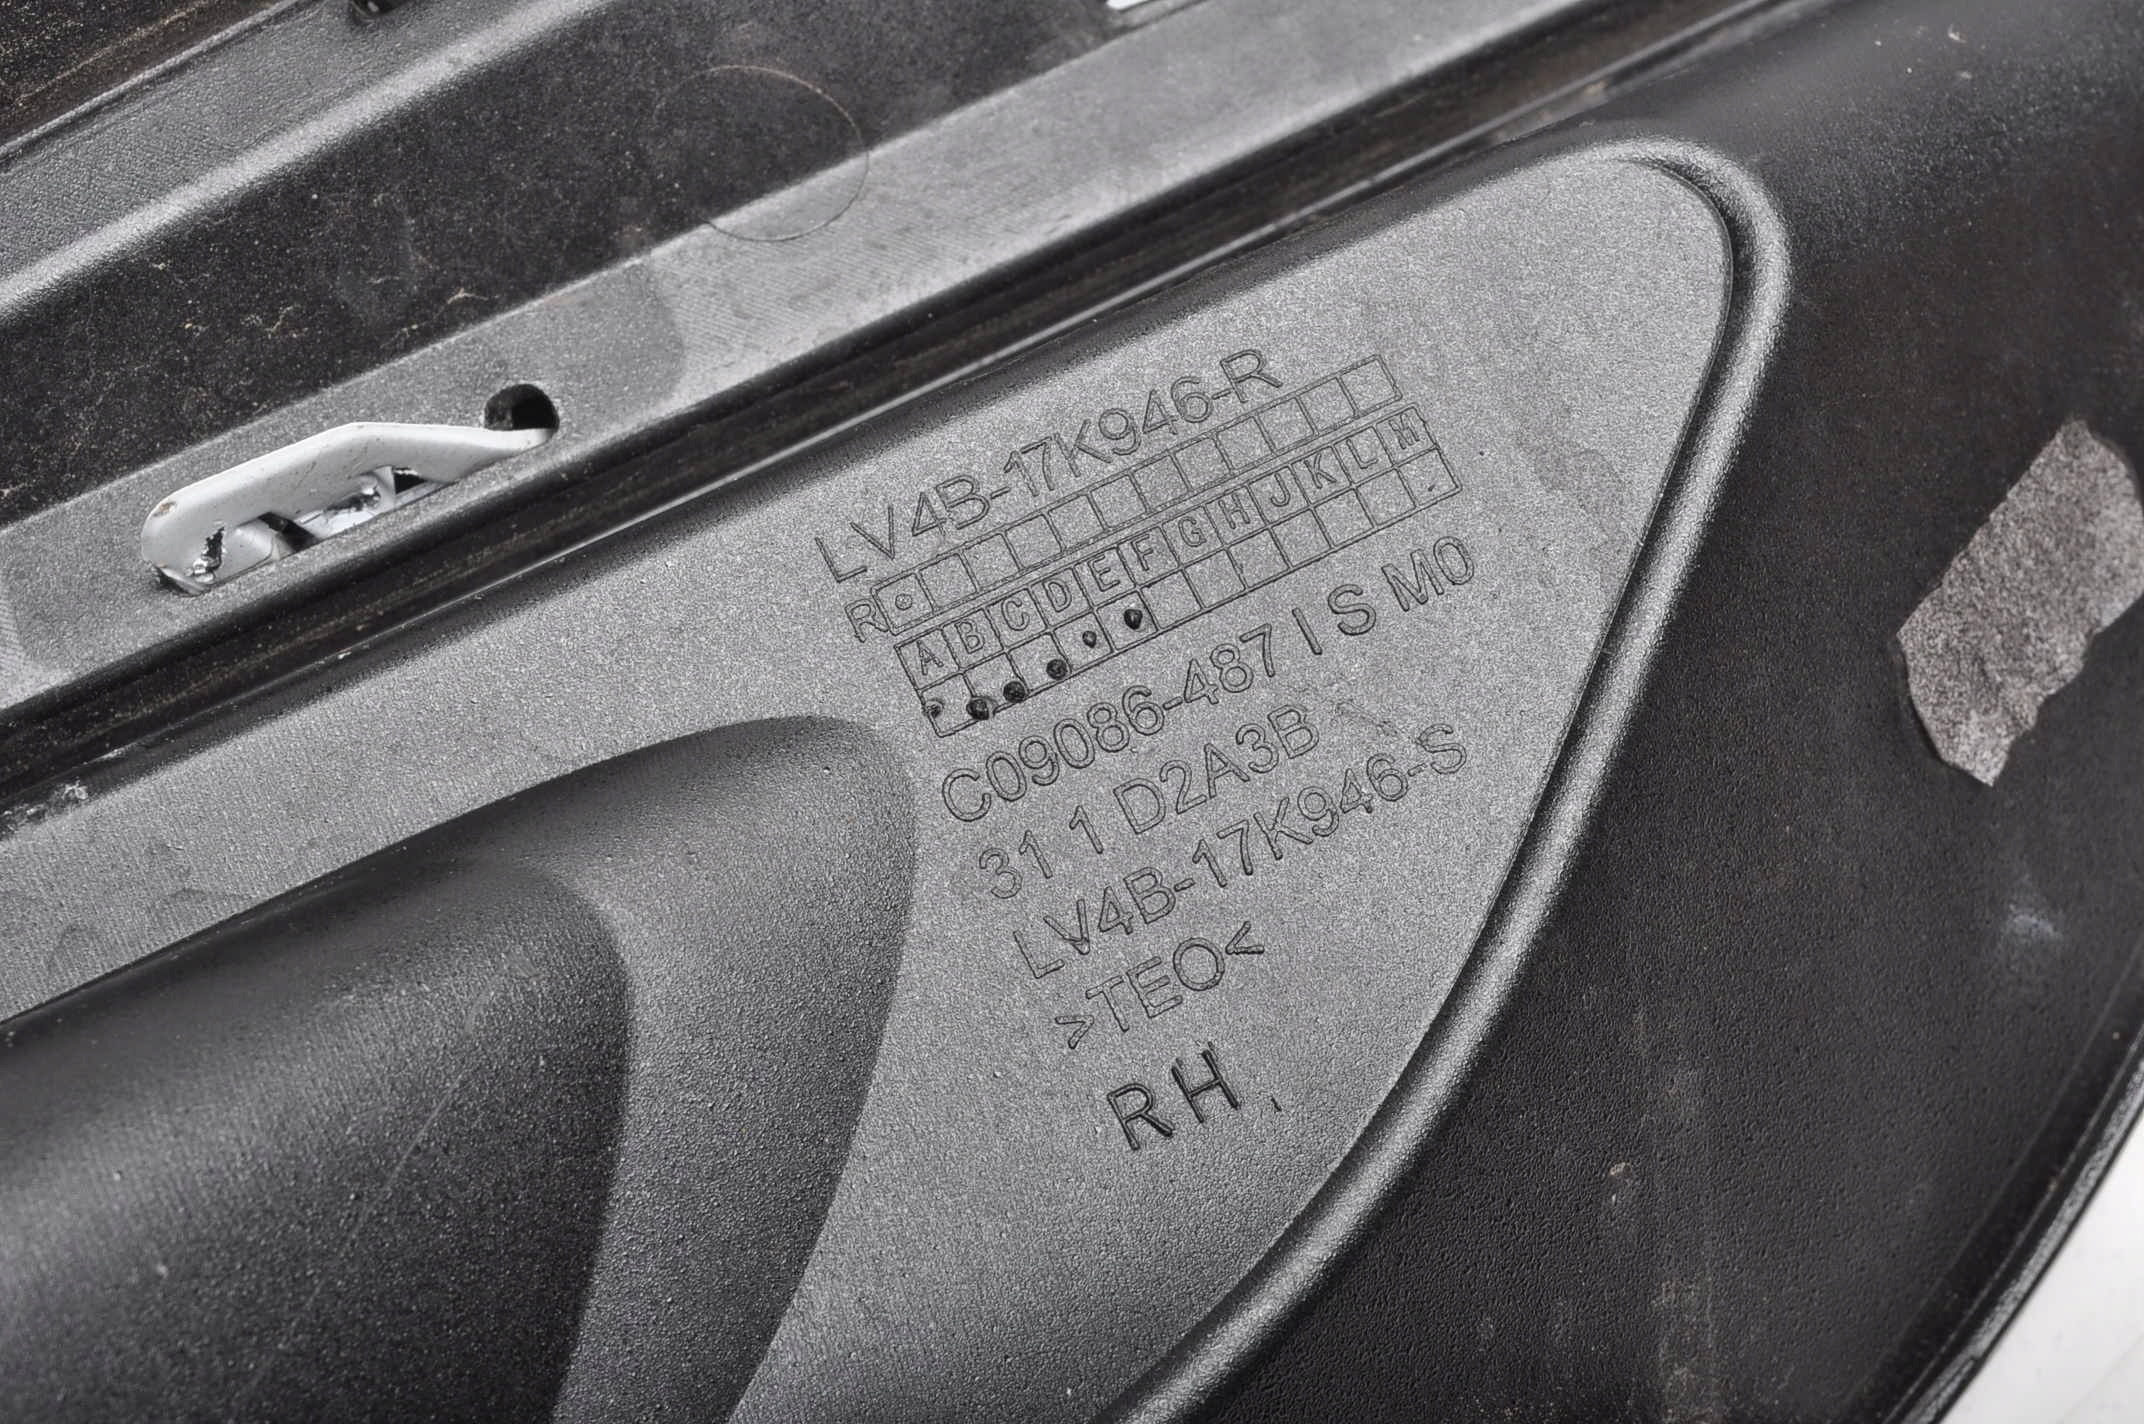 LV4B-17K946-R
R
A B C D E F G H J K L M
C09086-487 I S M0
31 1 D2A3B
LV4B-17K946-S
>TEO<
RH